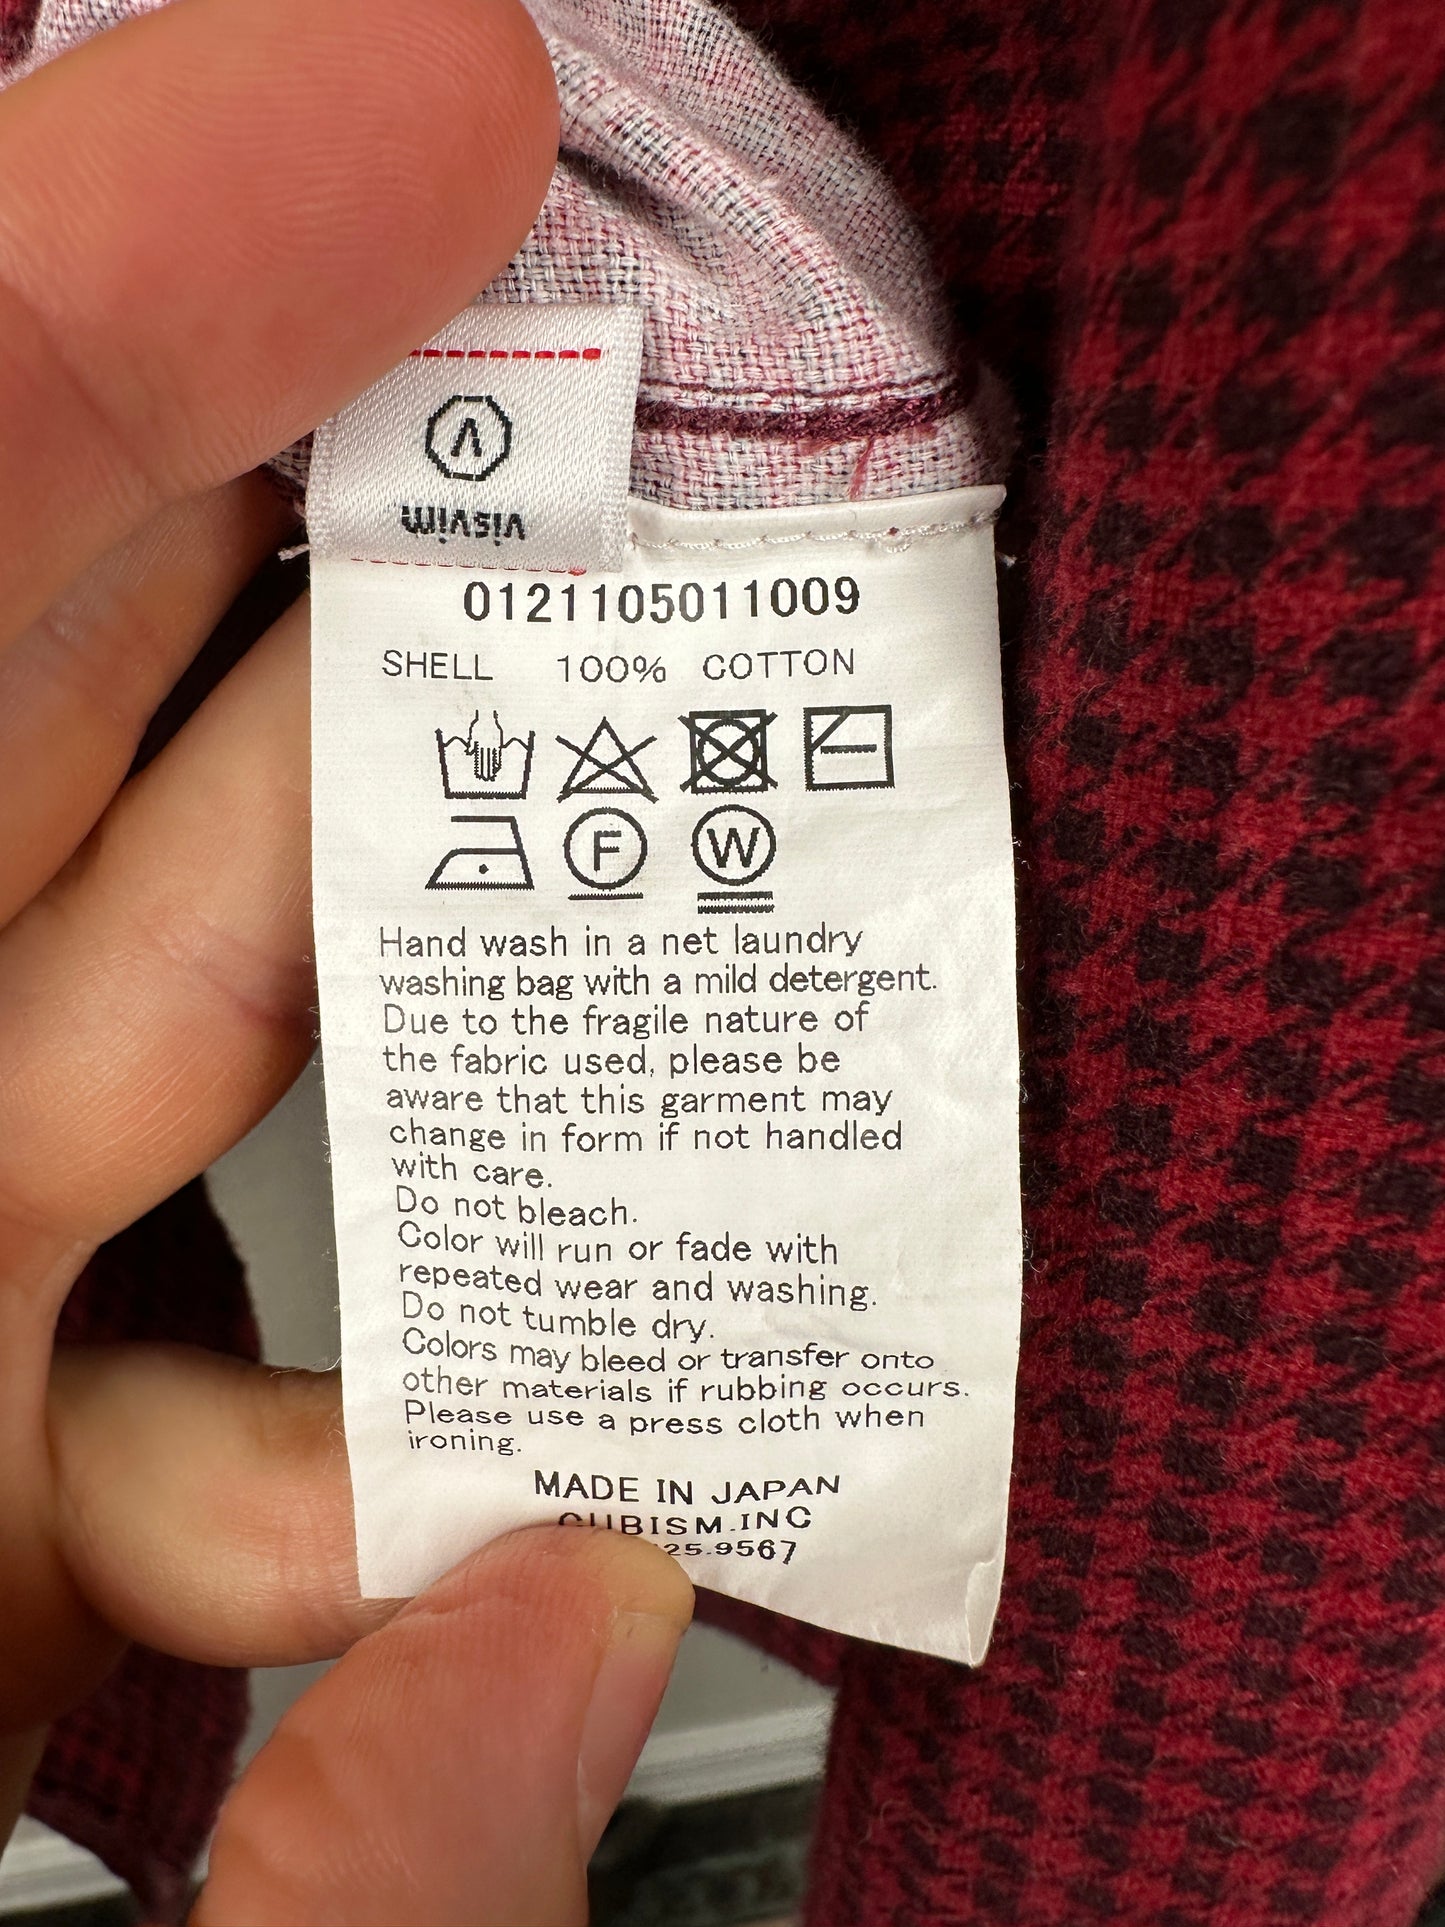 visvim
0121105011009
SHELL 100% COTTON
F W
Hand wash in a net laundry
washing bag with a mild detergent.
Due to the fragile nature of
the fabric used, please be
aware that this garment may
change in form if not handled
with care.
Do not bleach.
Color will run or fade with
repeated wear and washing.
Do not tumble dry.
Colors may bleed or transfer onto
other materials if rubbing occurs.
Please use a press cloth when
ironing.
MADE IN JAPAN
CUBISM.INC
25.9567